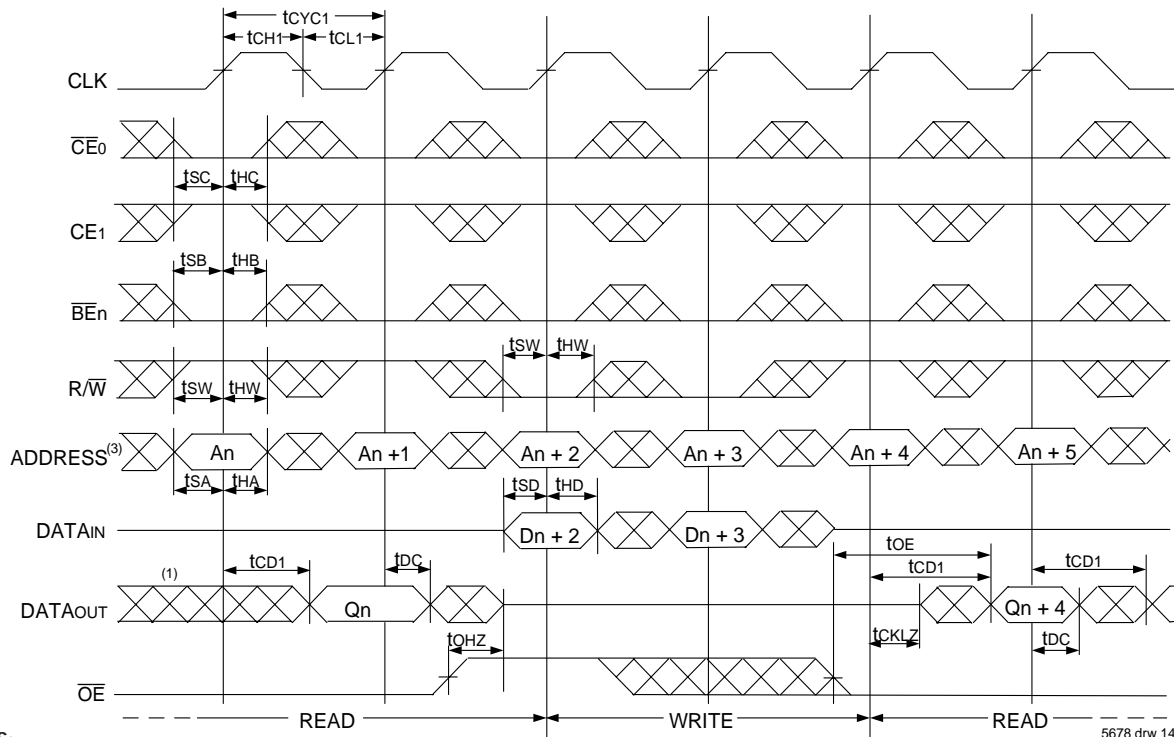 tCYC1
tCH1 tCL1
CLK
CE0
tSC tHC
CE1
tSB tHB
BEn
tSW tHW
R/W
tSW tHW
ADDRESS(3) An An +1 An + 2 An + 3 An + 4 An + 5
tSA tHA tSD tHD
DATAIN Dn + 2 Dn + 3
tOE
(1) tCD1 tDC tCD1 tCD1
DATAOUT Qn Qn + 4
tOHZ tCKLZ tDC
OE
READ WRITE READ
5678 drw 14